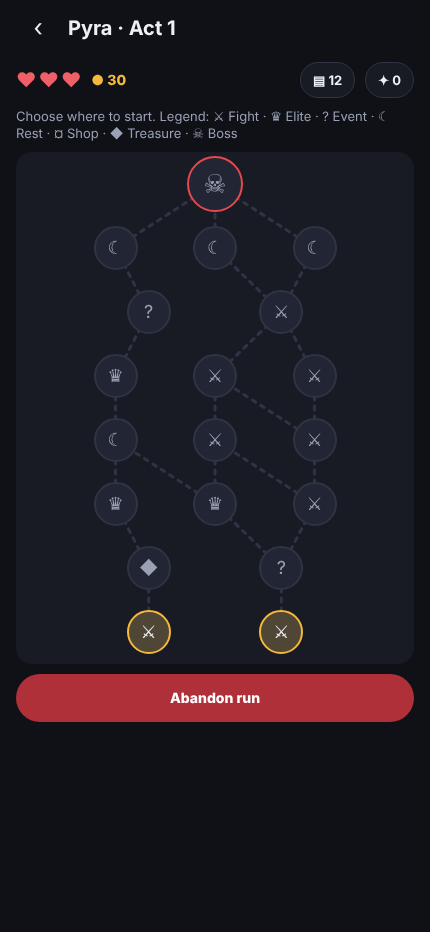 ‹ Pyra · Act 1
♥♥♥ ● 30 ▤ 12 ✦ 0
Choose where to start. Legend: ⚔ Fight · ♛ Elite · ? Event · ☾
Rest · ¤ Shop · ◆ Treasure · ☠ Boss
☠
☾ ☾ ☾
? ⚔
♛ ⚔ ⚔
☾ ⚔ ⚔
♛ ♛ ⚔
◆ ?
⚔ ⚔
Abandon run